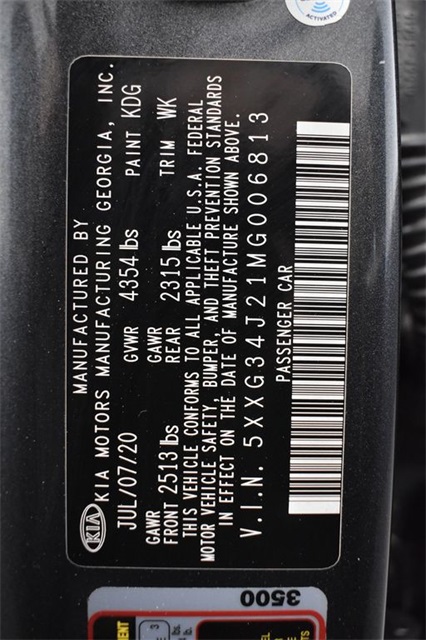 ACTIVATED
MANUFACTURED BY
KIA KIA MOTORS MANUFACTURING GEORGIA, INC.
JUL/07/20 GVWR 4354 lbs PAINT KDG
GAWR FRONT 2513 lbs GAWR REAR 2315 lbs TRIM WK
THIS VEHICLE CONFORMS TO ALL APPLICABLE U.S.A. FEDERAL
MOTOR VEHICLE SAFETY, BUMPER, AND THEFT PREVENTION STANDARDS
IN EFFECT ON THE DATE OF MANUFACTURE SHOWN ABOVE.
V.I.N. 5XXG34J21MG006813
PASSENGER CAR
3500